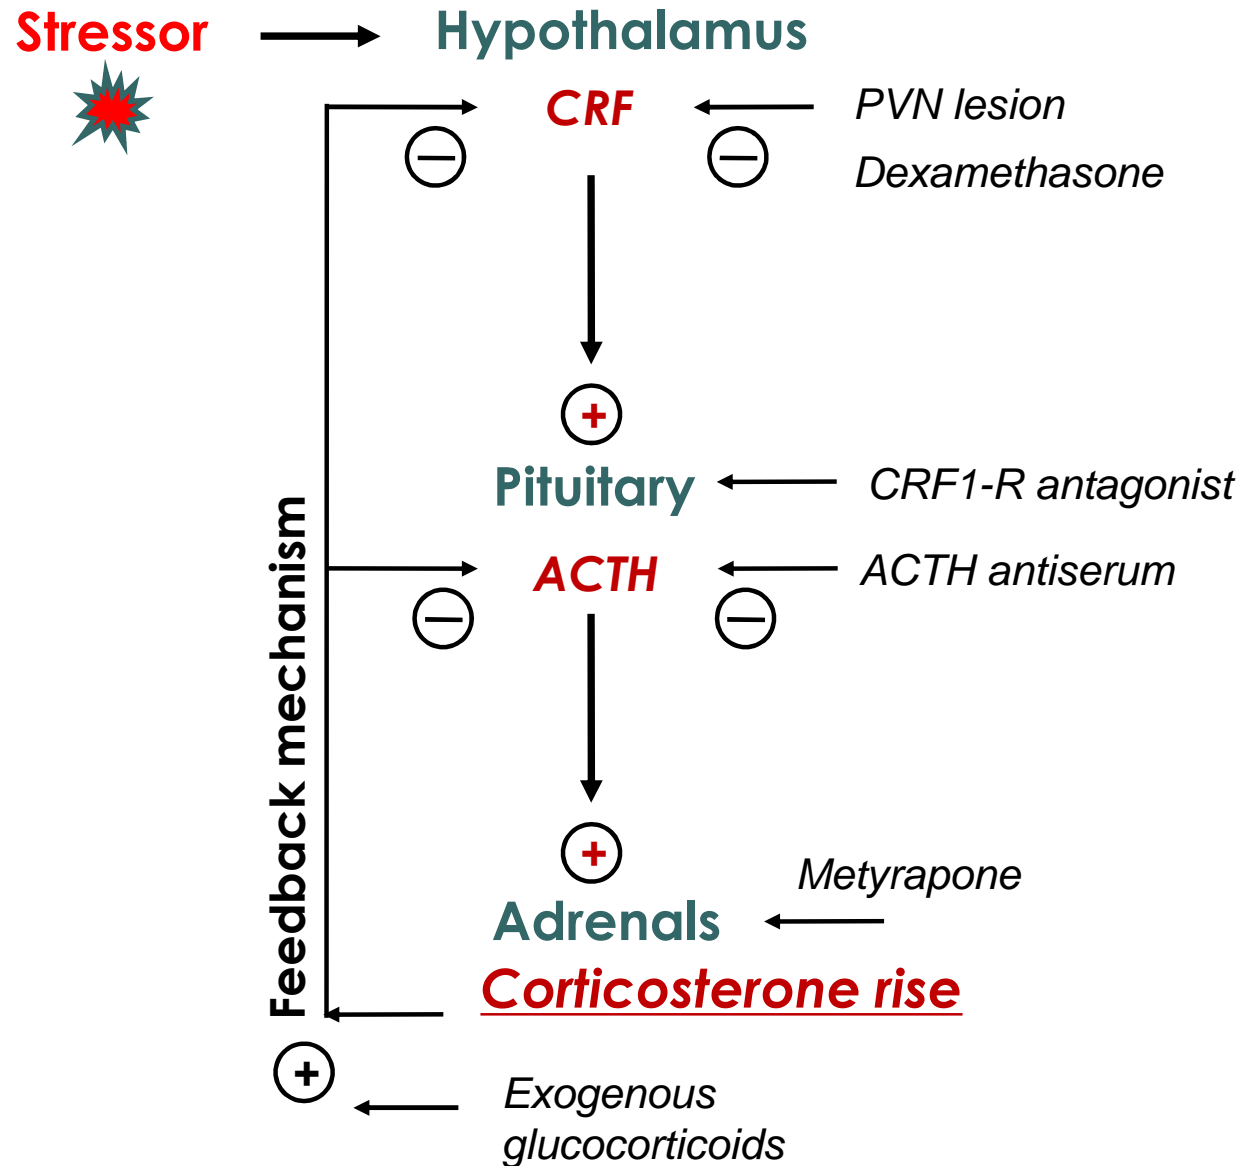 Stressor
Hypothalamus
CRF
PVN lesion
Dexamethasone
+
Pituitary
CRF1-R antagonist
ACTH
ACTH antiserum
Feedback mechanism
+
Metyrapone
Adrenals
Corticosterone rise
+
Exogenous
glucocorticoids